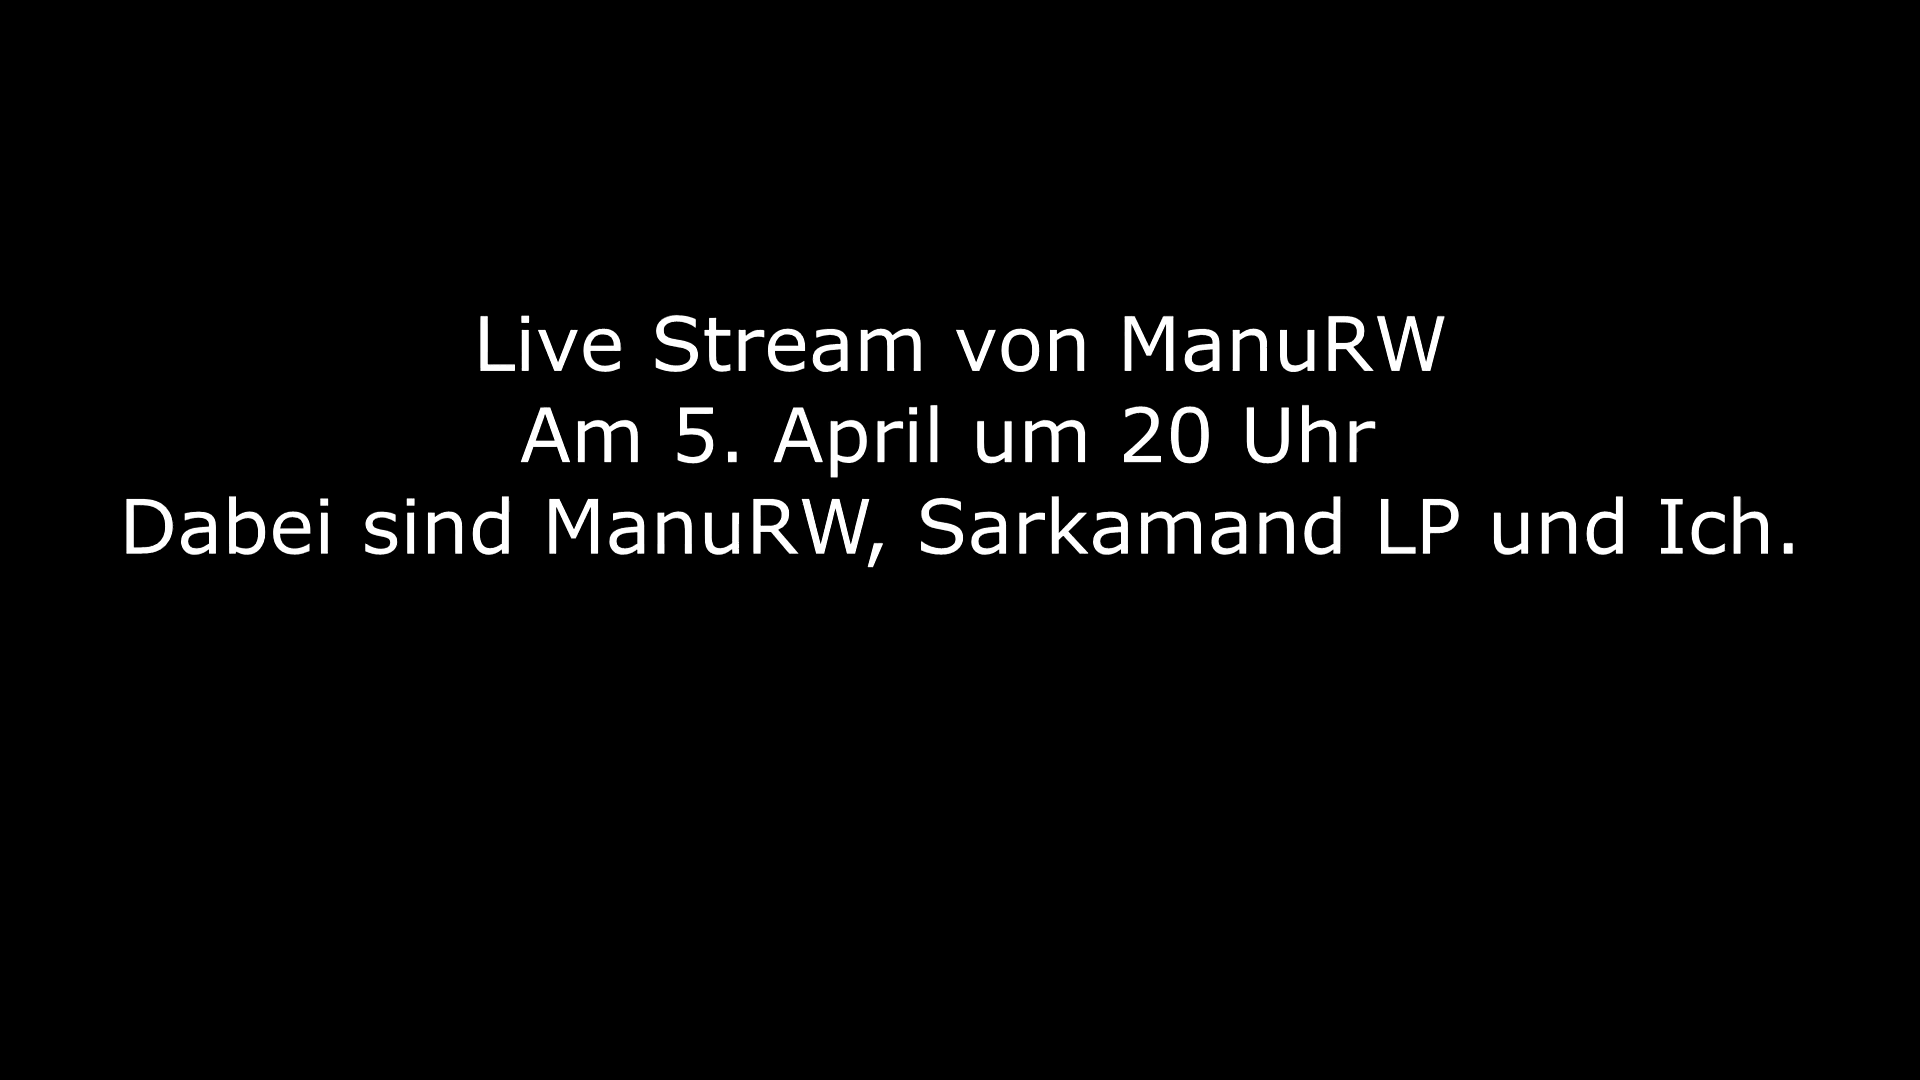 Live Stream von ManuRW
Am 5. April um 20 Uhr
Dabei sind ManuRW, Sarkamand LP und Ich.